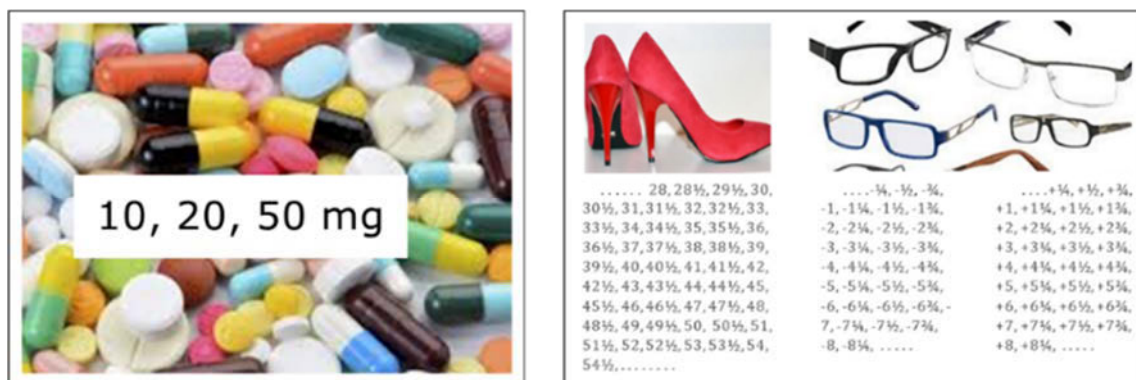 10, 20, 50 mg
...... 28, 28½, 29½, 30,
30½, 31, 31½, 32, 32½, 33,
33½, 34, 34½, 35, 35½, 36,
36½, 37, 37½, 38, 38½, 39,
39½, 40, 40½, 41, 41½, 42,
42½, 43, 43½, 44, 44½, 45,
45½, 46, 46½, 47, 47½, 48,
48½, 49, 49½, 50, 50½, 51,
51½, 52, 52½, 53, 53½, 54,
54½,........
....-¼, -½, -¾,
-1, -1¼, -1½, -1¾,
-2, -2¼, -2½, -2¾,
-3, -3¼, -3½, -3¾,
-4, -4¼, -4½, -4¾,
-5, -5¼, -5½, -5¾,
-6, -6¼, -6½, -6¾, -
7, -7¼, -7½, -7¾,
-8, -8¼, .....
....+¼, +½, +¾,
+1, +1¼, +1½, +1¾,
+2, +2¼, +2½, +2¾,
+3, +3¼, +3½, +3¾,
+4, +4¼, +4½, +4¾,
+5, +5¼, +5½, +5¾,
+6, +6¼, +6½, +6¾,
+7, +7¼, +7½, +7¾,
+8, +8¼, .....